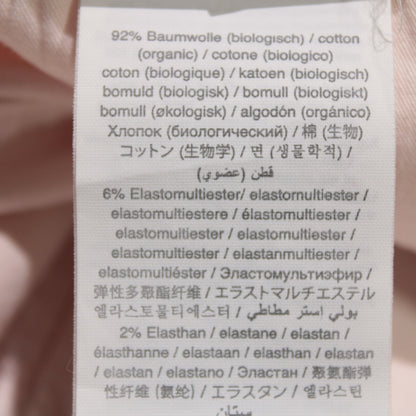 92% Baumwolle (biologisch) / cotton
(organic) / cotone (biologico)
coton (biologique) / katoen (biologisch)
bomuld (biologisk) / bomull (biologiskt)
bomull (økologisk) / algodón (orgánico)
Хлопок (биологический) / 棉 (生物)
コットン (生物学) / 면 (생물학적) /
قطن (عضوي) /
6% Elastomultiester/ elastomultiester /
elastomultiestere / élastomultiester /
elastomultiester / elastomultiester /
elastomultiester / elastanmultiester /
elastomultiéster / Эластомультиэфир /
弹性多聚酯纤维 / エラストマルチエステル
엘라스토물티에스터 / بولي استر مطاطي /
2% Elasthan / elastane / elastan /
élasthanne / elastaan / elasthan / elastan
elastan / elastano / Эластан / 聚氨酯弹
性纤维 (氨纶) / エラスタン / 엘라스틴
سبتان